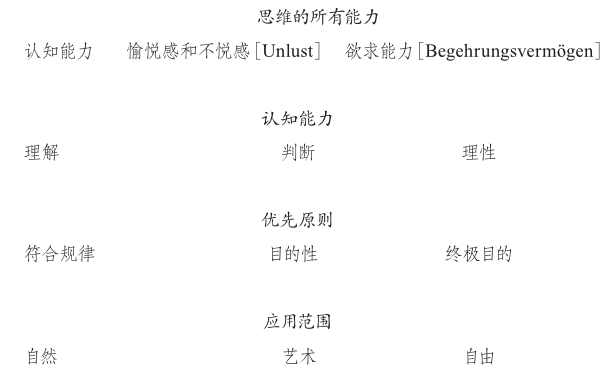 思维的所有能力
认知能力 愉悦感和不悦感[Unlust] 欲求能力[Begehrungsvermögen]
认知能力
理解 判断 理性
优先原则
符合规律 目的性 终极目的
应用范围
自然 艺术 自由